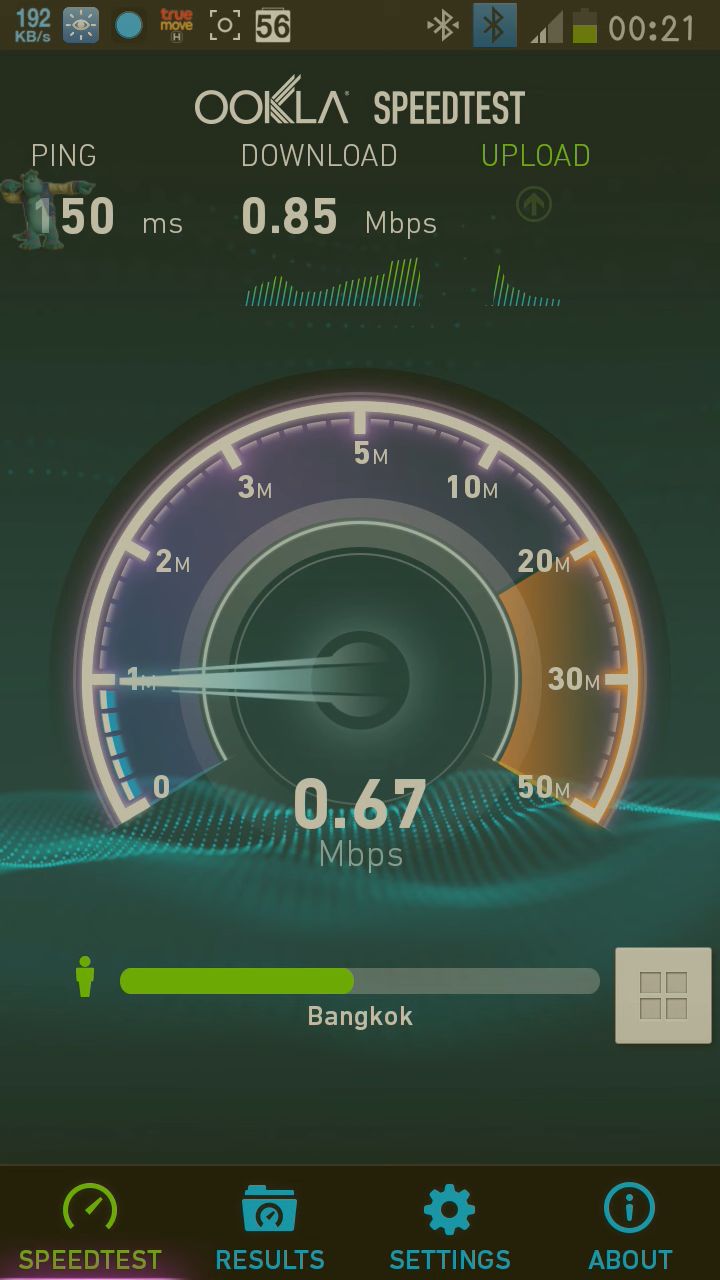 192
KB/s
true
move
H
56
00:21
OOKLA SPEEDTEST
PING DOWNLOAD UPLOAD
150 ms 0.85 Mbps
5M
3M 10M
2M 20M
1M 30M
0 50M
0.67
Mbps
Bangkok
SPEEDTEST RESULTS SETTINGS ABOUT